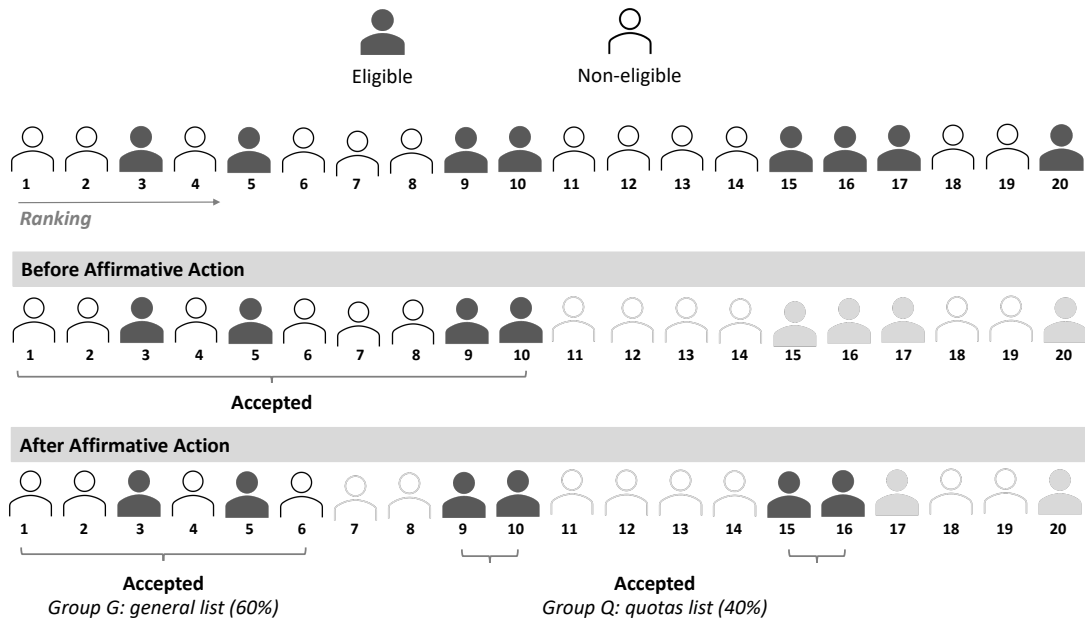 Eligible Non-eligible
1 2 3 4 5 6 7 8 9 10 11 12 13 14 15 16 17 18 19 20
Ranking
Before Affirmative Action
1 2 3 4 5 6 7 8 9 10 11 12 13 14 15 16 17 18 19 20
Accepted
After Affirmative Action
1 2 3 4 5 6 7 8 9 10 11 12 13 14 15 16 17 18 19 20
Accepted Accepted
Group G: general list (60%) Group Q: quotas list (40%)